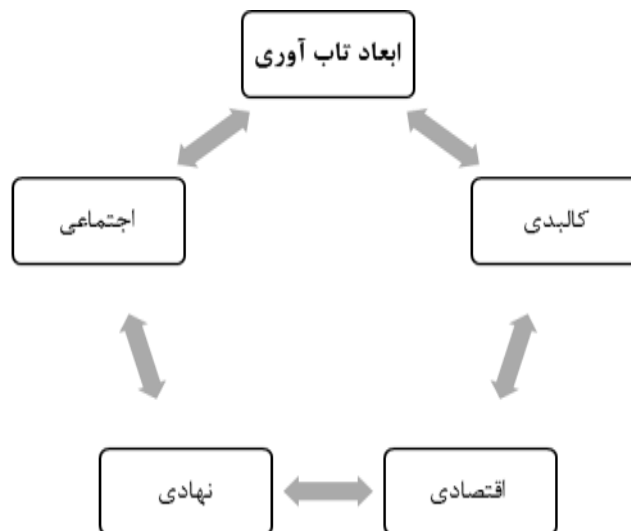 ابعاد تاب آوری
کالبدی
اجتماعی
اقتصادی
نهادی